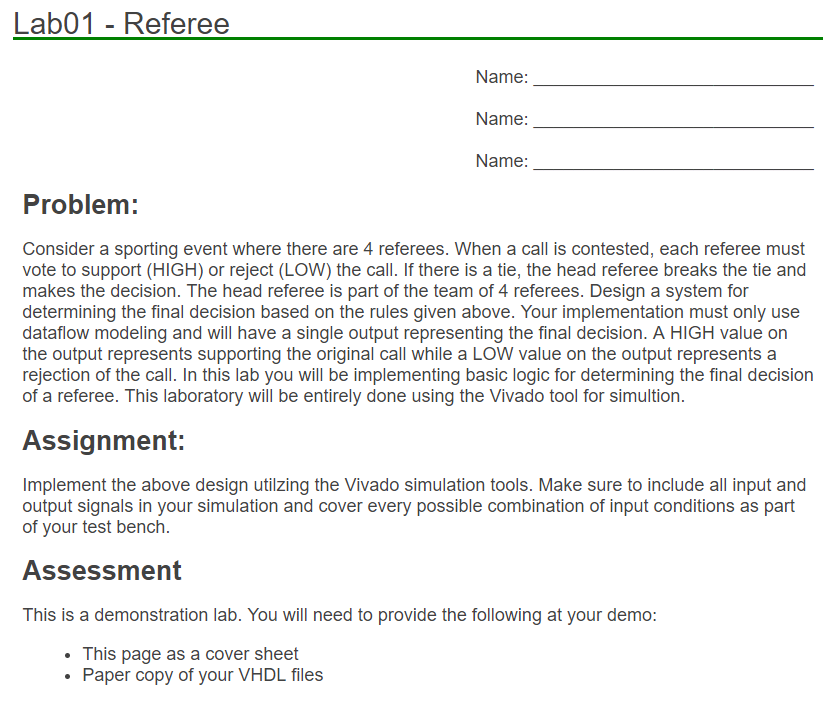 Lab01 - Referee
Name: ____________________________
Name: ____________________________
Name: ____________________________
Problem:
Consider a sporting event where there are 4 referees. When a call is contested, each referee must
vote to support (HIGH) or reject (LOW) the call. If there is a tie, the head referee breaks the tie and
makes the decision. The head referee is part of the team of 4 referees. Design a system for
determining the final decision based on the rules given above. Your implementation must only use
dataflow modeling and will have a single output representing the final decision. A HIGH value on
the output represents supporting the original call while a LOW value on the output represents a
rejection of the call. In this lab you will be implementing basic logic for determining the final decision
of a referee. This laboratory will be entirely done using the Vivado tool for simultion.
Assignment:
Implement the above design utilzing the Vivado simulation tools. Make sure to include all input and
output signals in your simulation and cover every possible combination of input conditions as part
of your test bench.
Assessment
This is a demonstration lab. You will need to provide the following at your demo:
• This page as a cover sheet
• Paper copy of your VHDL files